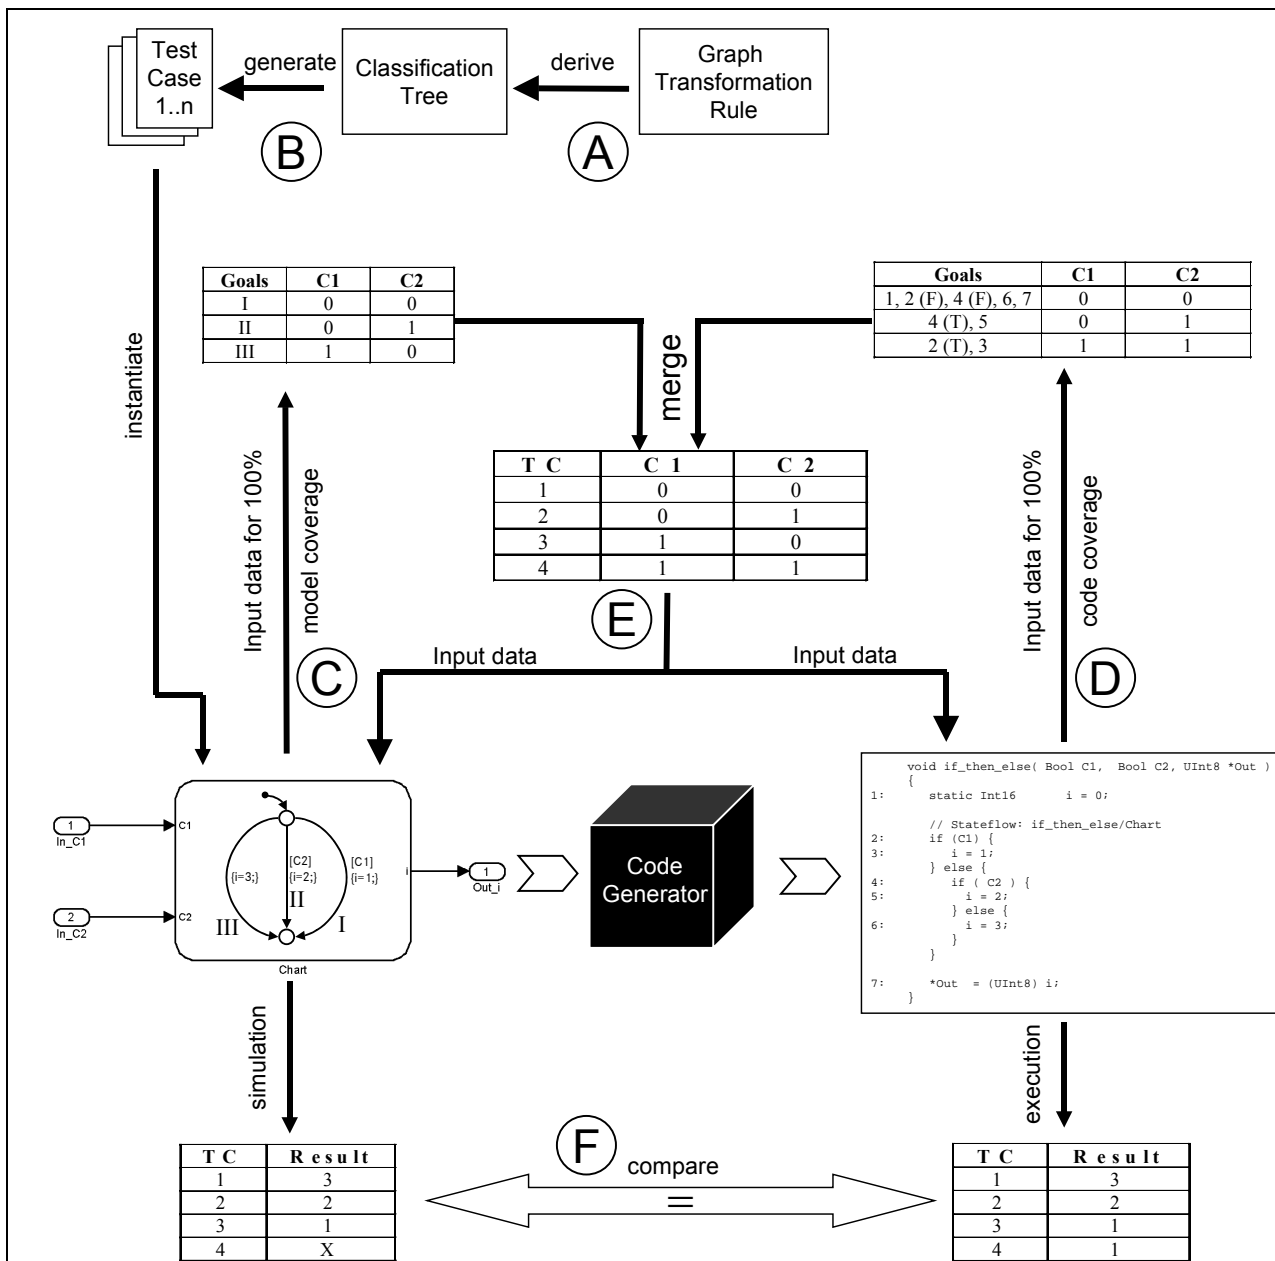 Test
Case
1..n
generate
Classification
Tree
derive
Graph
Transformation
Rule
B
A
instantiate
Goals C1 C2
I 0 0
II 0 1
III 1 0
Goals C1 C2
1, 2 (F), 4 (F), 6, 7 0 0
4 (T), 5 0 1
2 (T), 3 1 1
merge
T C C 1 C 2
1 0 0
2 0 1
3 1 0
4 1 1
Input data for 100%
model coverage
Input data for 100%
code coverage
C
E
D
Input data
Input data
1
In_C1
2
In_C2
C1
C2
[C2]
{i=2;}
[C1]
{i=1;}
{i=3;}
III
II
I
i
Chart
1
Out_i
Code
Generator
void if_then_else( Bool C1, Bool C2, UInt8 *Out )
{
1: static Int16 i = 0;
// Stateflow: if_then_else/Chart
2: if (C1) {
3: i = 1;
} else {
4: if ( C2 ) {
5: i = 2;
} else {
6: i = 3;
}
}
7: *Out = (UInt8) i;
}
simulation
execution
T C Result
1 3
2 2
3 1
4 X
F
compare
=
T C Result
1 3
2 2
3 1
4 1